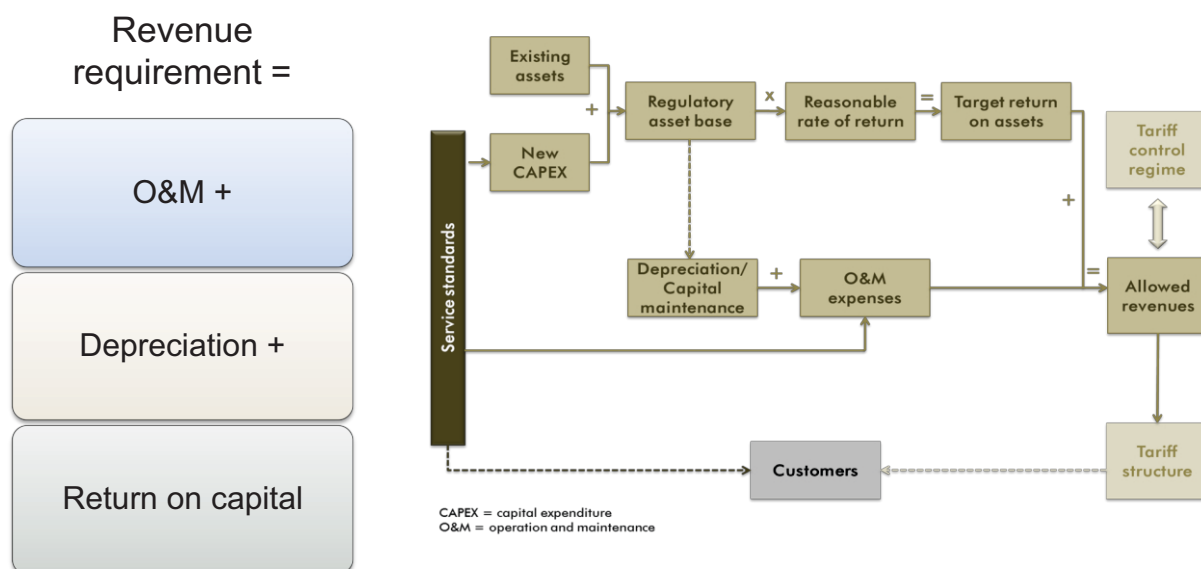 Revenue
requirement =
O&M +
Depreciation +
Return on capital
Service standards
Existing
assets
+
New
CAPEX
Regulatory
asset base
x
Reasonable
rate of return
=
Target return
on assets
Tariff
control
regime
+
Depreciation/
Capital
maintenance
+
O&M
expenses
=
Allowed
revenues
Customers
Tariff
structure
CAPEX = capital expenditure
O&M = operation and maintenance